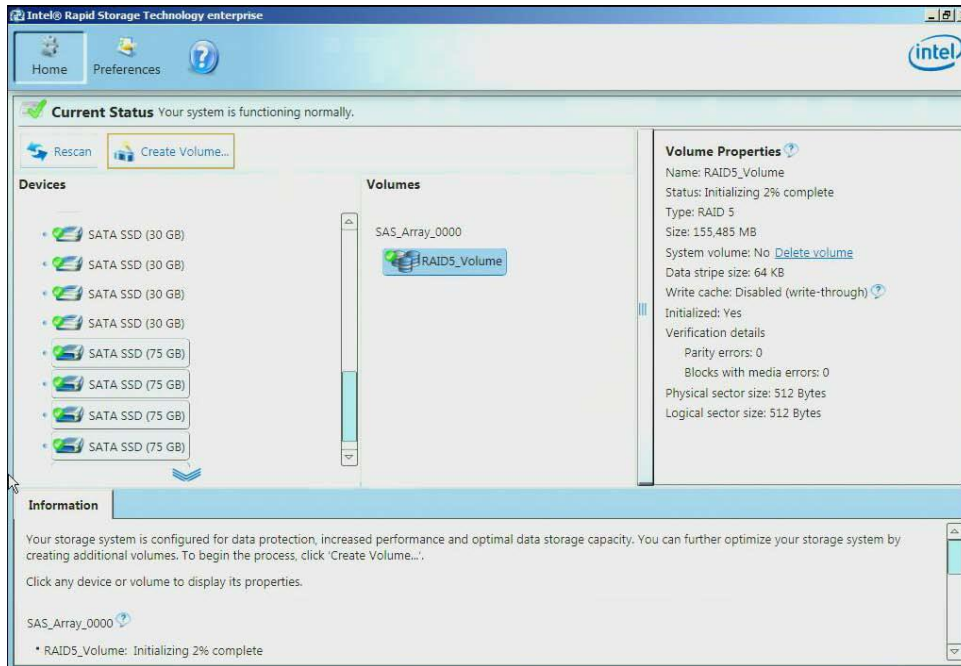 Intel® Rapid Storage Technology enterprise
Home
Preferences
intel
Current Status Your system is functioning normally.
Rescan
Create Volume...
Devices
SATA SSD (30 GB)
SATA SSD (30 GB)
SATA SSD (30 GB)
SATA SSD (30 GB)
SATA SSD (75 GB)
SATA SSD (75 GB)
SATA SSD (75 GB)
SATA SSD (75 GB)
Volumes
SAS_Array_0000
RAID5_Volume
Volume Properties ?
Name: RAID5_Volume
Status: Initializing 2% complete
Type: RAID 5
Size: 155,485 MB
System volume: No Delete volume
Data stripe size: 64 KB
Write cache: Disabled (write-through) ?
Initialized: Yes
Verification details
Parity errors: 0
Blocks with media errors: 0
Physical sector size: 512 Bytes
Logical sector size: 512 Bytes
Information
Your storage system is configured for data protection, increased performance and optimal data storage capacity. You can further optimize your storage system by
creating additional volumes. To begin the process, click 'Create Volume...'.
Click any device or volume to display its properties.
SAS_Array_0000 ?
• RAID5_Volume: Initializing 2% complete